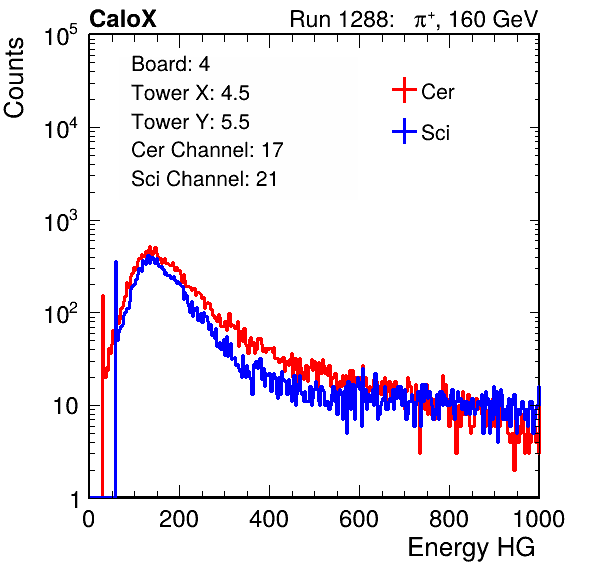 CaloX Run 1288: π⁺, 160 GeV
Counts
10⁵
10⁴
10³
10²
10
1
Board: 4
Tower X: 4.5
Tower Y: 5.5
Cer Channel: 17
Sci Channel: 21
Cer
Sci
0 200 400 600 800 1000
Energy HG